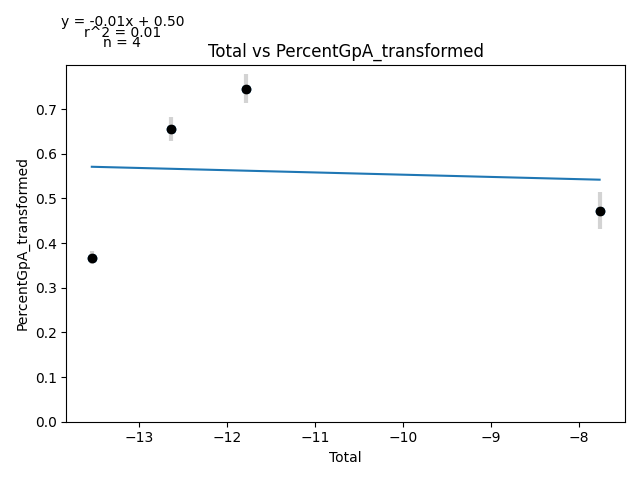 y = -0.01x + 0.50
r^2 = 0.01
n = 4
Total vs PercentGpA_transformed
PercentGpA_transformed
0.7
0.6
0.5
0.4
0.3
0.2
0.1
0.0
−13
−12
−11
−10
−9
−8
Total